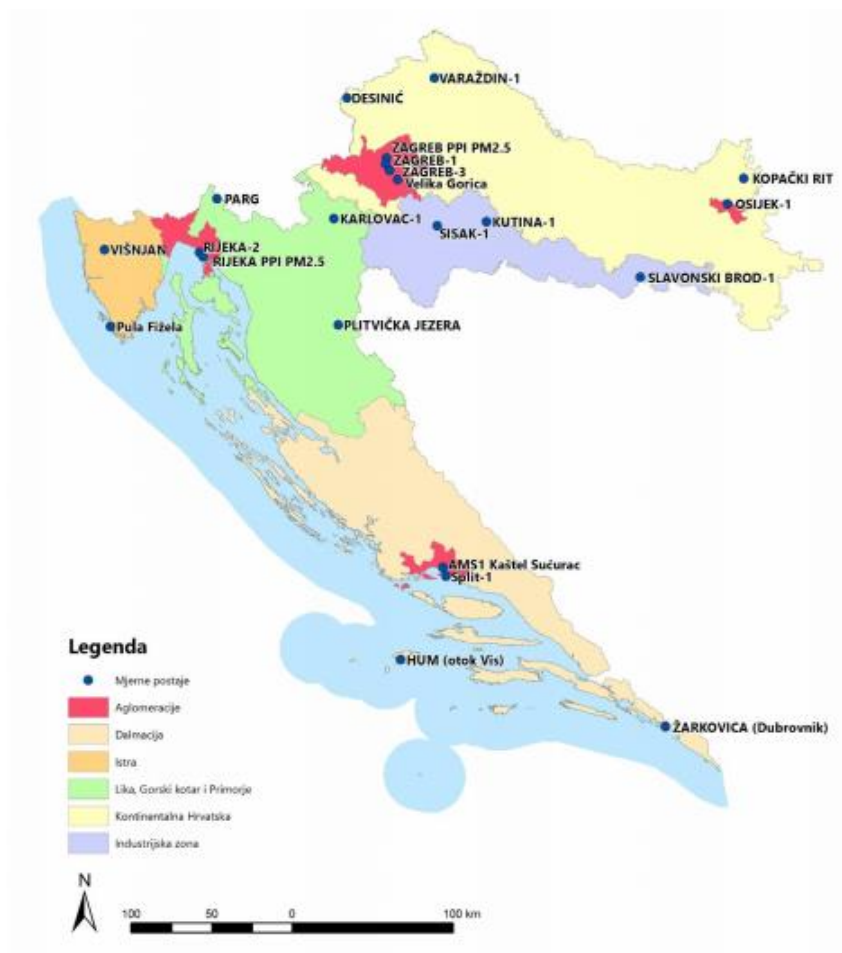 VARAŽDIN-1
DESINIĆ
ZAGREB PPI PM2.5
ZAGREB-1
ZAGREB-3
Velika Gorica
KOPAČKI RIT
OSIJEK-1
PARG
KARLOVAC-1
KUTINA-1
SISAK-1
VIŠNJAN
RIJEKA-2
RIJEKA PPI PM2.5
SLAVONSKI BROD-1
Pula Fižela
PLITVIČKA JEZERA
AMS1 Kaštel Sućurac
Split-1
HUM (otok Vis)
ŽARKOVICA (Dubrovnik)
Legenda
Mjerne postaje
Aglomeracije
Dalmacija
Istra
Lika, Gorski kotar i Primorje
Kontinentalna Hrvatska
Industrijska zona
N
100 50 0 100 km